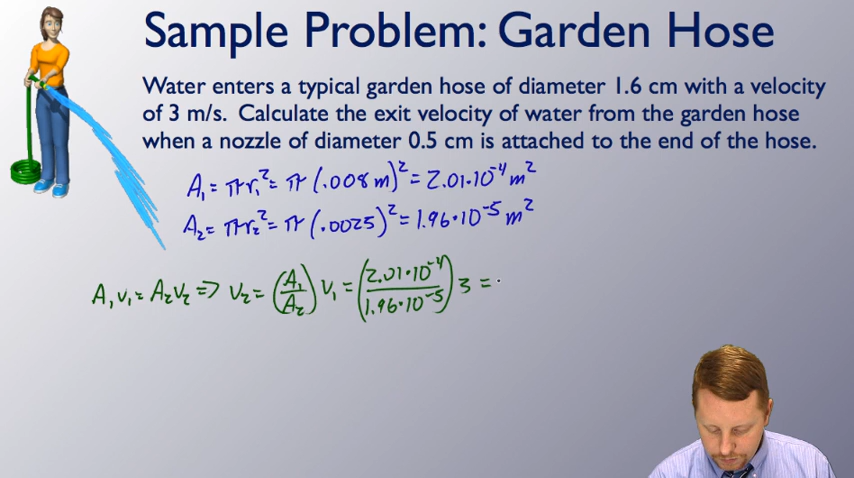 Sample Problem: Garden Hose
Water enters a typical garden hose of diameter 1.6 cm with a velocity
of 3 m/s. Calculate the exit velocity of water from the garden hose
when a nozzle of diameter 0.5 cm is attached to the end of the hose.
A₁ = πr₁² = π (.008 m)² = 2.01·10⁻⁴ m²
A₂ = πr₂² = π (.0025)² = 1.96·10⁻⁵ m²
A₁v₁ = A₂v₂ ⇒ v₂ = (A₁/A₂) v₁ = (2.01·10⁻⁴/1.96·10⁻⁵) 3 =